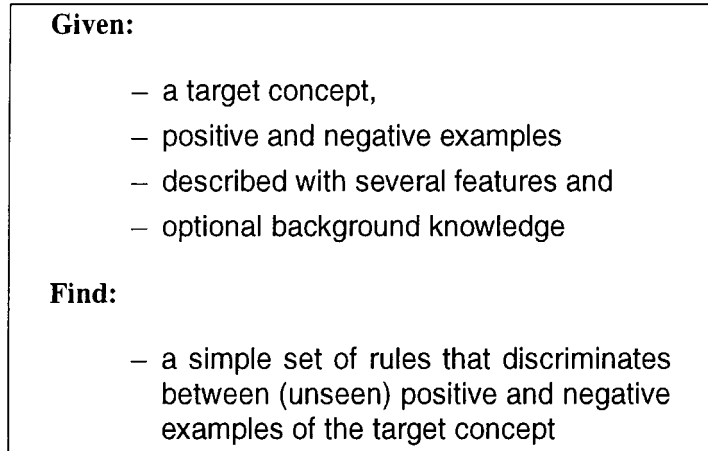 Given:
– a target concept,
– positive and negative examples
– described with several features and
– optional background knowledge
Find:
– a simple set of rules that discriminates
between (unseen) positive and negative
examples of the target concept